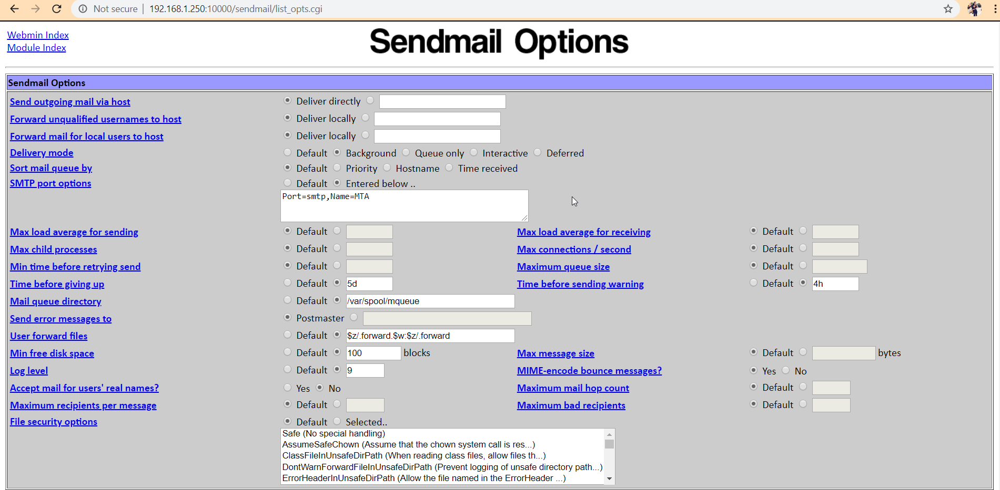 Not secure | 192.168.1.250:10000/sendmail/list_opts.cgi
Webmin Index
Module Index
Sendmail Options
Sendmail Options
Send outgoing mail via host Deliver directly
Forward unqualified usernames to host Deliver locally
Forward mail for local users to host Deliver locally
Delivery mode Default Background Queue only Interactive Deferred
Sort mail queue by Default Priority Hostname Time received
SMTP port options Default Entered below ..
Port=smtp,Name=MTA
Max load average for sending Default Max load average for receiving Default
Max child processes Default Max connections / second Default
Min time before retrying send Default Maximum queue size Default
Time before giving up Default 5d Time before sending warning Default 4h
Mail queue directory Default /var/spool/mqueue
Send error messages to Postmaster
User forward files Default $z/.forward.$w:$z/.forward
Min free disk space Default 100 blocks Max message size Default bytes
Log level Default 9 MIME-encode bounce messages? Yes No
Accept mail for users' real names? Yes No Maximum mail hop count Default
Maximum recipients per message Default Maximum bad recipients Default
File security options Default Selected..
Safe (No special handling)
AssumeSafeChown (Assume that the chown system call is res...)
ClassFileInUnsafeDirPath (When reading class files, allow files th...)
DontWarnForwardFileInUnsafeDirPath (Prevent logging of unsafe directory path...)
ErrorHeaderInUnsafeDirPath (Allow the file named in the ErrorHeader ...)